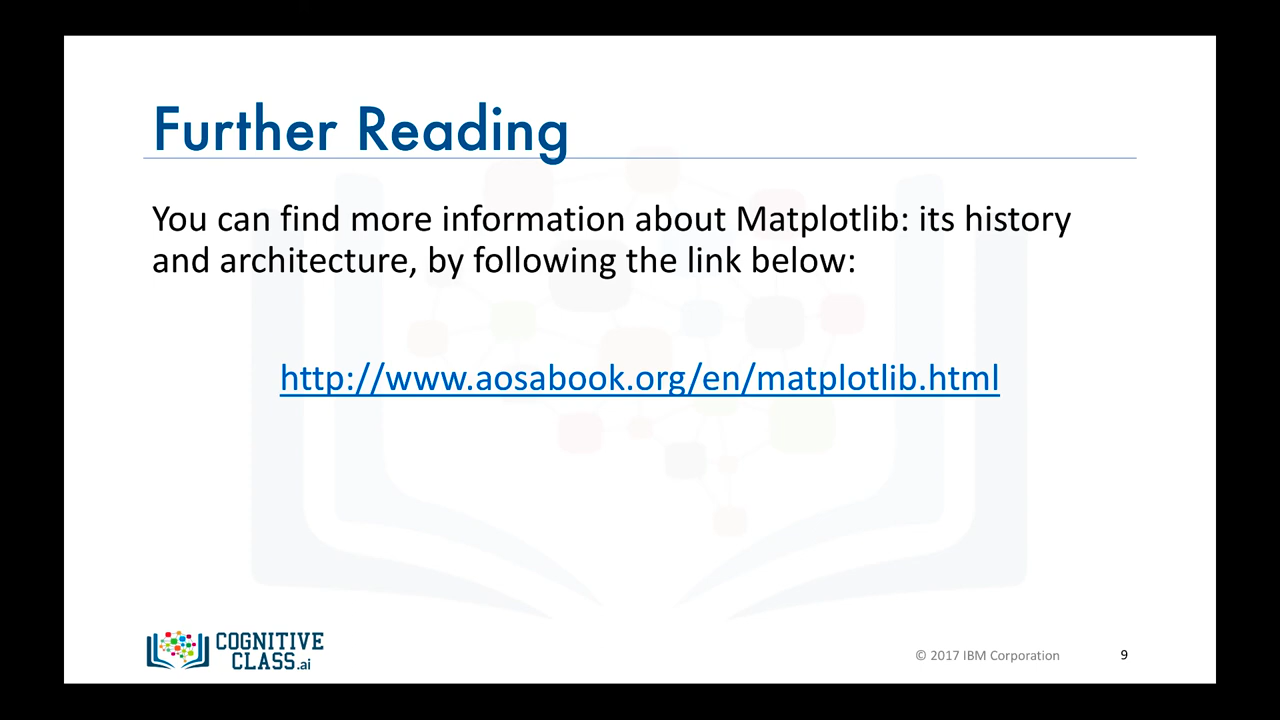 Further Reading
You can find more information about Matplotlib: its history
and architecture, by following the link below:
http://www.aosabook.org/en/matplotlib.html
COGNITIVE
CLASS.ai
© 2017 IBM Corporation
9